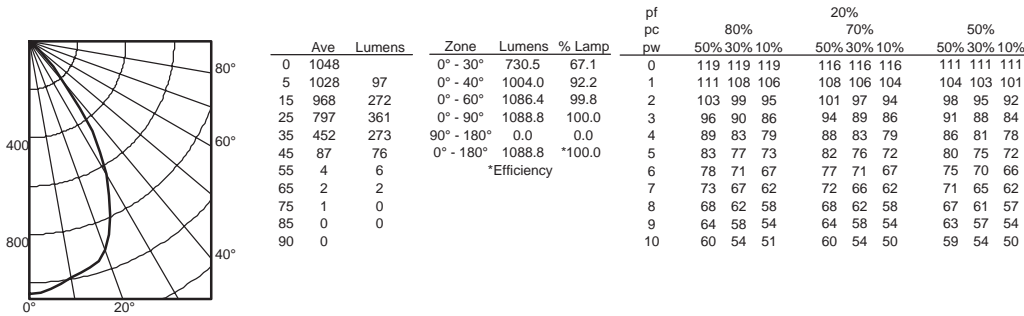 80°
60°
40°
400
800
0°
20°
Ave Lumens
0 1048
5 1028 97
15 968 272
25 797 361
35 452 273
45 87 76
55 4 6
65 2 2
75 1 0
85 0 0
90 0
Zone Lumens % Lamp
0° - 30° 730.5 67.1
0° - 40° 1004.0 92.2
0° - 60° 1086.4 99.8
0° - 90° 1088.8 100.0
90° - 180° 0.0 0.0
0° - 180° 1088.8 *100.0
*Efficiency
pf 20%
pc 80% 70% 50%
pw 50% 30% 10% 50% 30% 10% 50% 30% 10%
0 119 119 119 116 116 116 111 111 111
1 111 108 106 108 106 104 104 103 101
2 103 99 95 101 97 94 98 95 92
3 96 90 86 94 89 86 91 88 84
4 89 83 79 88 83 79 86 81 78
5 83 77 73 82 76 72 80 75 72
6 78 71 67 77 71 67 75 70 66
7 73 67 62 72 66 62 71 65 62
8 68 62 58 68 62 58 67 61 57
9 64 58 54 64 58 54 63 57 54
10 60 54 51 60 54 50 59 54 50